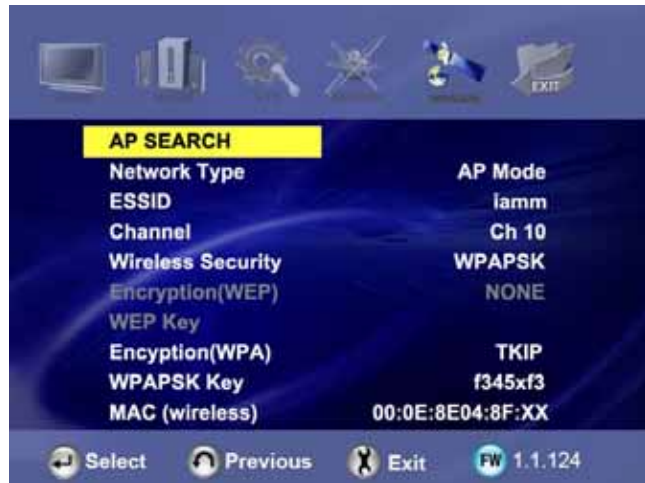 EXIT
AP SEARCH
Network Type AP Mode
ESSID iamm
Channel Ch 10
Wireless Security WPAPSK
Encryption(WEP) NONE
WEP Key
Encyption(WPA) TKIP
WPAPSK Key f345xf3
MAC (wireless) 00:0E:8E04:8F:XX
Select Previous Exit FW 1.1.124